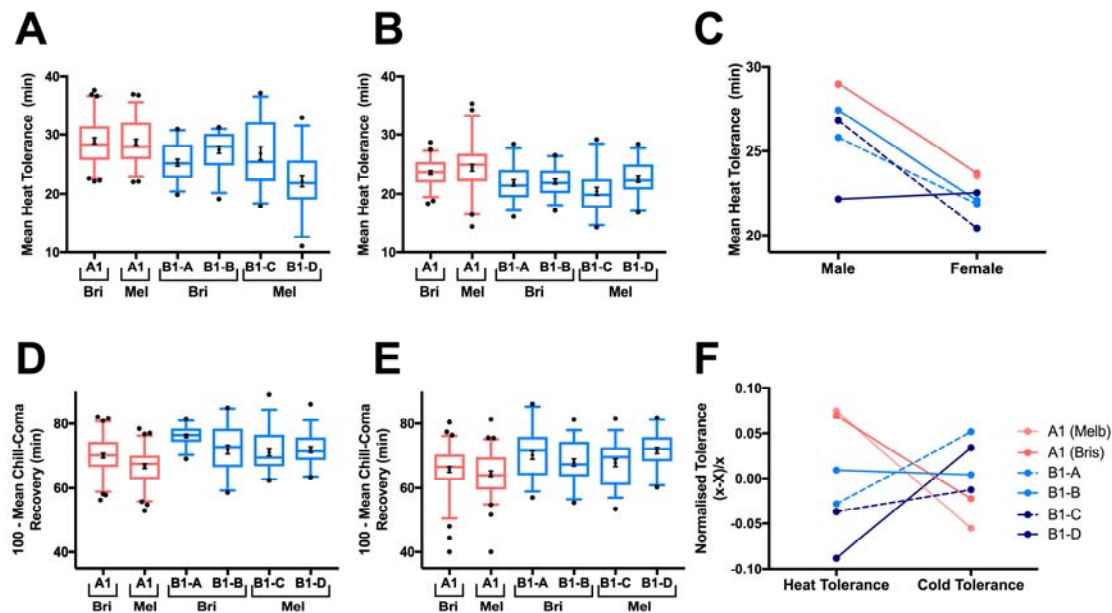 A
B
C
Mean Heat Tolerance (min)
40
30
20
10
A1
A1
B1-A
B1-B
B1-C
B1-D
Bri
Mel
Bri
Mel
Mean Heat Tolerance (min)
40
30
20
10
A1
A1
B1-A
B1-B
B1-C
B1-D
Bri
Mel
Bri
Mel
Mean Heat Tolerance (min)
30
25
20
Male
Female
D
E
F
100 - Mean Chill-Coma
Recovery (min)
80
60
40
A1
A1
B1-A
B1-B
B1-C
B1-D
Bri
Mel
Bri
Mel
100 - Mean Chill-Coma
Recovery (min)
80
60
40
A1
A1
B1-A
B1-B
B1-C
B1-D
Bri
Mel
Bri
Mel
Normalised Tolerance
(x-X)/x
0.10
0.05
0.00
-0.05
-0.10
Heat Tolerance
Cold Tolerance
A1 (Melb)
A1 (Bris)
B1-A
B1-B
B1-C
B1-D